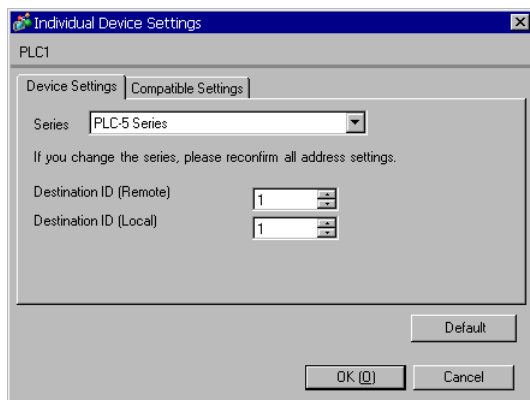 Individual Device Settings
PLC1
Device Settings Compatible Settings
Series PLC-5 Series
If you change the series, please reconfirm all address settings.
Destination ID (Remote) 1
Destination ID (Local) 1
Default
OK (O) Cancel